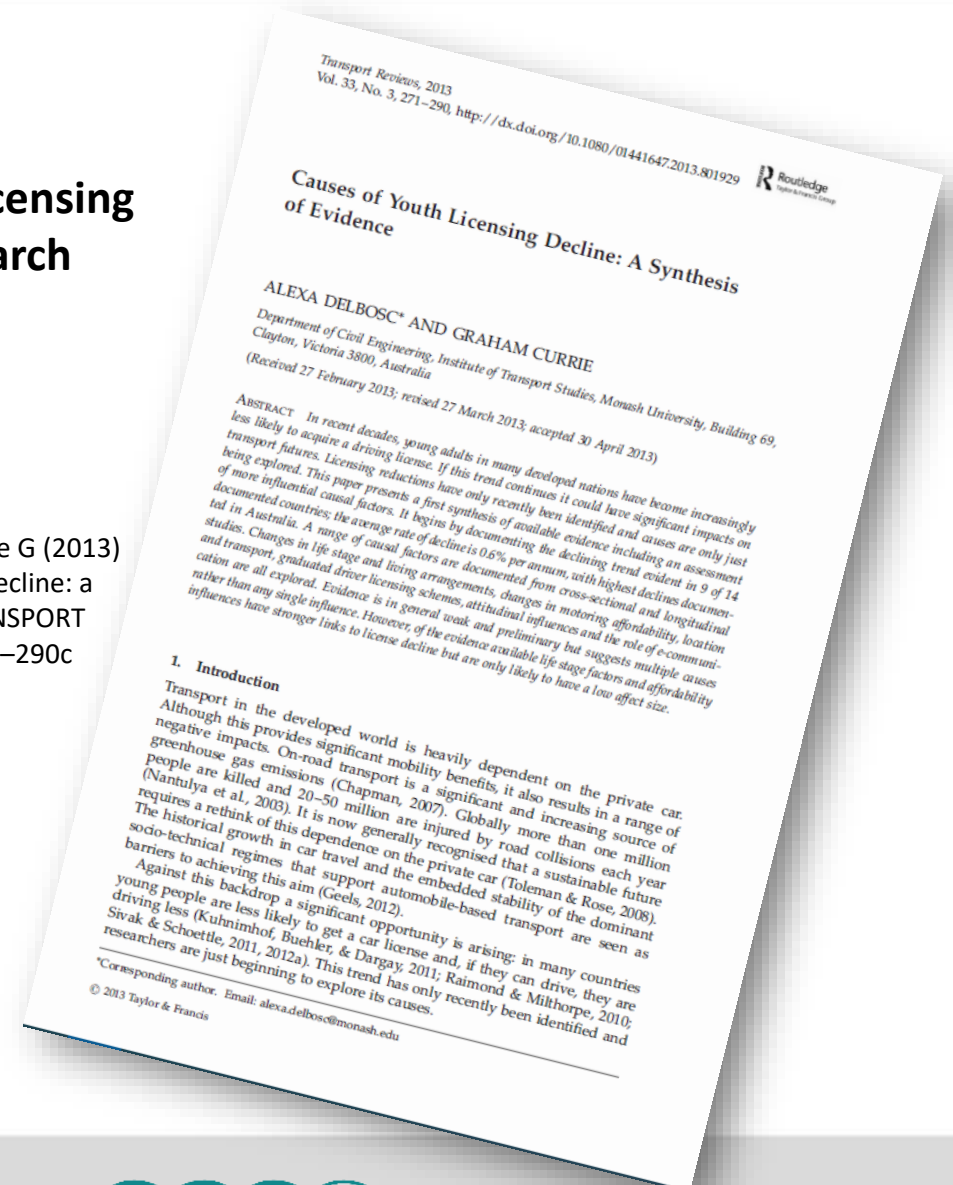 censing
arch
e G (2013)
ecline: a
NSPORT
–290c
Transport Reviews, 2013
Vol. 33, No. 3, 271–290, http://dx.doi.org/10.1080/01441647.2013.801929
Routledge
Taylor & Francis Group
Causes of Youth Licensing Decline: A Synthesis
of Evidence
ALEXA DELBOSC* AND GRAHAM CURRIE
Department of Civil Engineering, Institute of Transport Studies, Monash University, Building 69,
Clayton, Victoria 3800, Australia
(Received 27 February 2013; revised 27 March 2013; accepted 30 April 2013)
ABSTRACT In recent decades, young adults in many developed nations have become increasingly
less likely to acquire a driving license. If this trend continues it could have significant impacts on
transport futures. Licensing reductions have only recently been identified and causes are only just
being explored. This paper presents a first synthesis of available evidence including an assessment
of more influential causal factors. It begins by documenting the declining trend evident in 9 of 14
documented countries; the average rate of decline is 0.6% per annum, with highest declines documen-
ted in Australia. A range of causal factors are documented from cross-sectional and longitudinal
studies. Changes in life stage and living arrangements, changes in motoring affordability, location
and transport, graduated driver licensing schemes, attitudinal influences and the role of e-communi-
cation are all explored. Evidence is in general weak and preliminary but suggests multiple causes
rather than any single influence. However, of the evidence available life stage factors and affordability
influences have stronger links to license decline but are only likely to have a low affect size.
1. Introduction
Transport in the developed world is heavily dependent on the private car.
Although this provides significant mobility benefits, it also results in a range of
negative impacts. On-road transport is a significant and increasing source of
greenhouse gas emissions (Chapman, 2007). Globally more than one million
people are killed and 20–50 million are injured by road collisions each year
(Nantulya et al., 2003). It is now generally recognised that a sustainable future
requires a rethink of this dependence on the private car (Toleman & Rose, 2008).
The historical growth in car travel and the embedded stability of the dominant
socio-technical regimes that support automobile-based transport are seen as
barriers to achieving this aim (Geels, 2012).
Against this backdrop a significant opportunity is arising: in many countries
young people are less likely to get a car license and, if they can drive, they are
driving less (Kuhnimhof, Buehler, & Dargay, 2011; Raimond & Milthorpe, 2010;
Sivak & Schoettle, 2011, 2012a). This trend has only recently been identified and
researchers are just beginning to explore its causes.
*Corresponding author. Email: alexa.delbosc@monash.edu
© 2013 Taylor & Francis